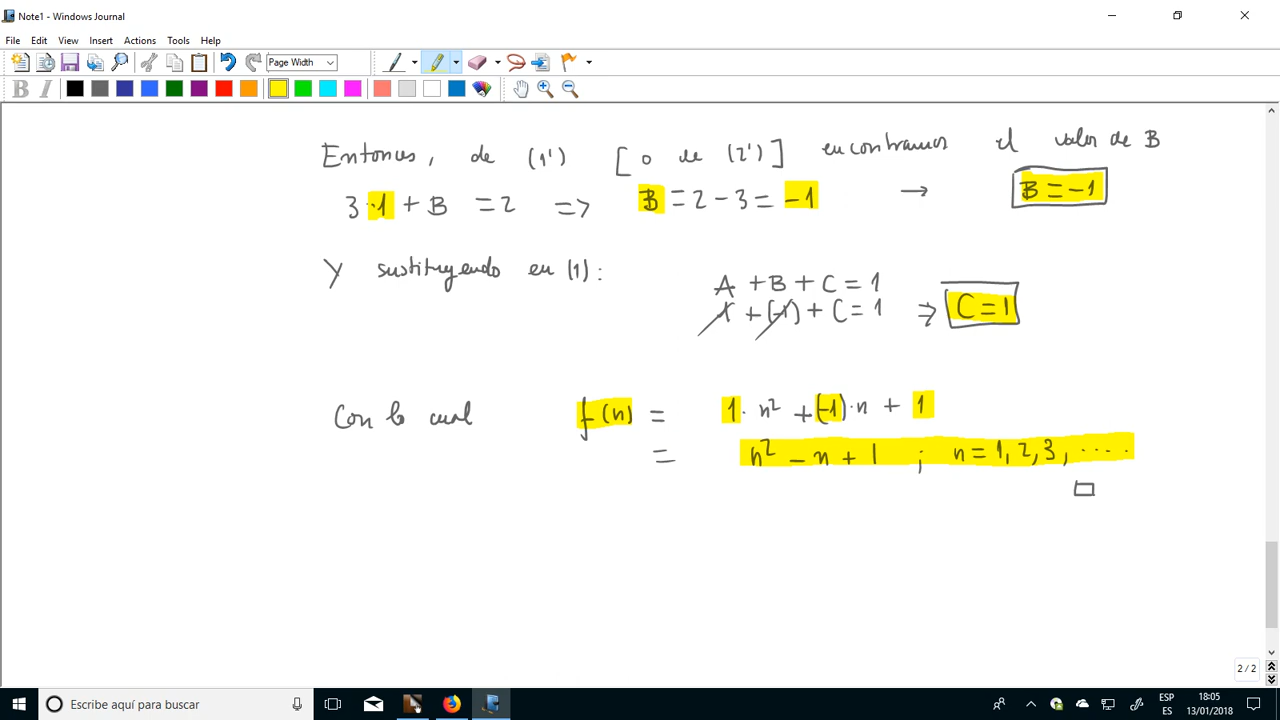 Note1 - Windows Journal
File Edit View Insert Actions Tools Help
Page Width
B I
Entonces, de (1') [o de (2')] encontramos el valor de B
3·1 + B = 2 => B = 2 - 3 = -1 → B = -1
Y sustituyendo en (1):
A + B + C = 1
1 + (-1) + C = 1 ⇒ C = 1
Con lo cual f(n) = 1· n² + (-1)·n + 1
= n² - n + 1 ; n = 1, 2, 3, .....
2 / 2
Escribe aquí para buscar
ESP 18:05
ES 13/01/2018